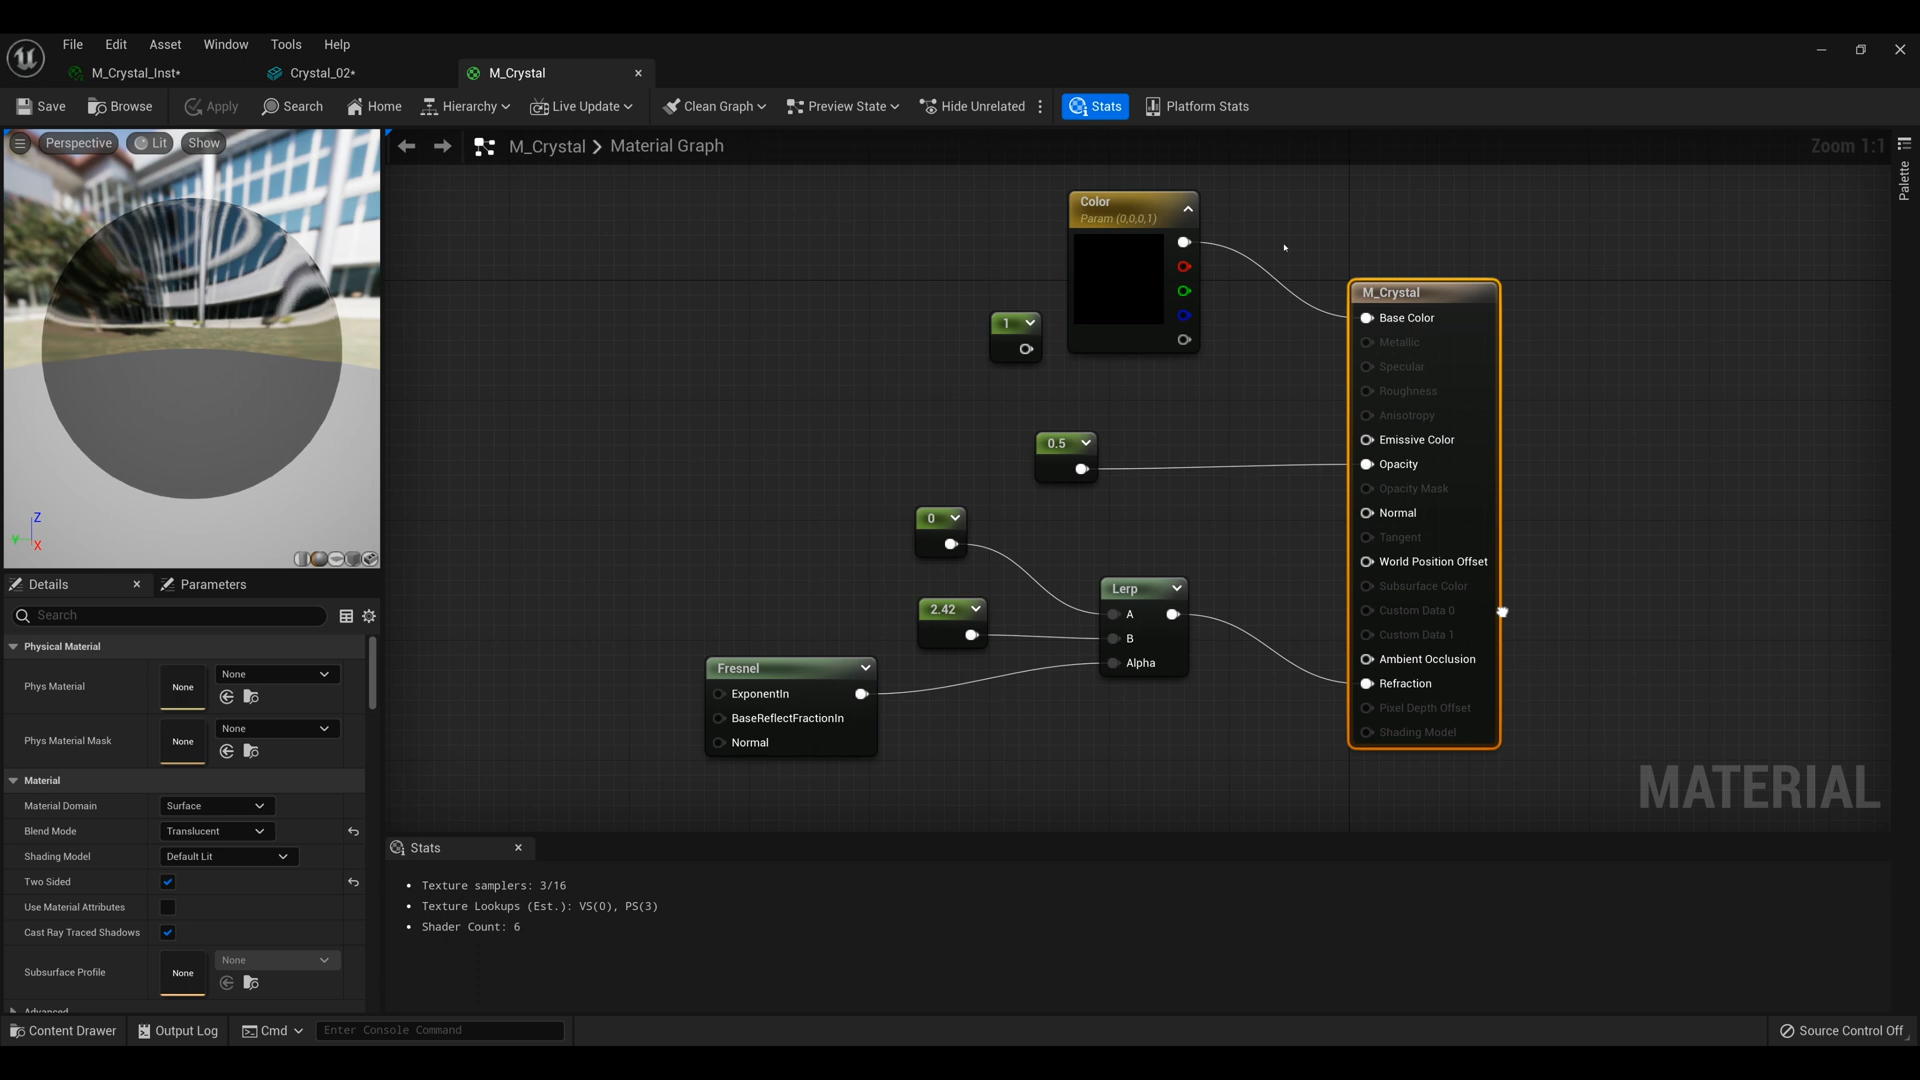 File Edit Asset Window Tools Help
M_Crystal_Inst* Crystal_02* M_Crystal
Save Browse Apply Search Home Hierarchy Live Update Clean Graph Preview State Hide Unrelated Stats Platform Stats
Perspective Lit Show
M_Crystal > Material Graph
Zoom 1:1
Palette
Color
Param (0,0,0,1)
1
M_Crystal
Base Color
Metallic
Specular
Roughness
Anisotropy
Emissive Color
Opacity
Opacity Mask
Normal
Tangent
World Position Offset
Subsurface Color
Custom Data 0
Custom Data 1
Ambient Occlusion
Refraction
Pixel Depth Offset
Shading Model
0.5
0
2.42
Lerp
A
B
Alpha
Fresnel
ExponentIn
BaseReflectFractionIn
Normal
MATERIAL
Z
Y
X
Details Parameters
Search
Physical Material
Phys Material None None
Phys Material Mask None None
Material
Material Domain Surface
Blend Mode Translucent
Shading Model Default Lit
Two Sided
Use Material Attributes
Cast Ray Traced Shadows
Subsurface Profile None None
Advanced
Stats
• Texture samplers: 3/16
• Texture Lookups (Est.): VS(0), PS(3)
• Shader Count: 6
Content Drawer Output Log Cmd Enter Console Command Source Control Off